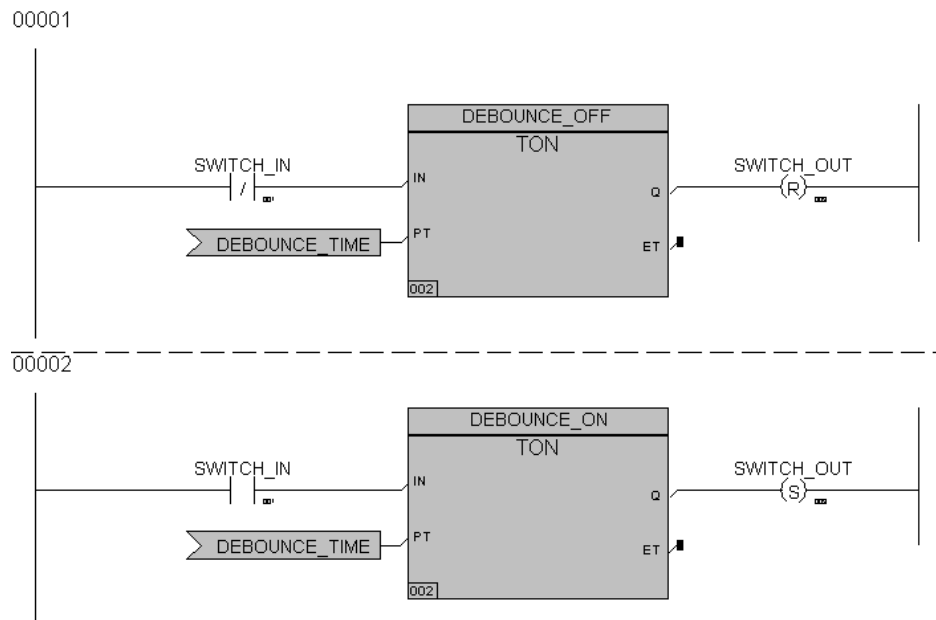 00001
DEBOUNCE_OFF
TON
SWITCH_IN
SWITCH_OUT
IN
/
Q
(R)
PT
DEBOUNCE_TIME
ET
002
00002
DEBOUNCE_ON
TON
SWITCH_IN
SWITCH_OUT
IN
Q
(S)
PT
DEBOUNCE_TIME
ET
002